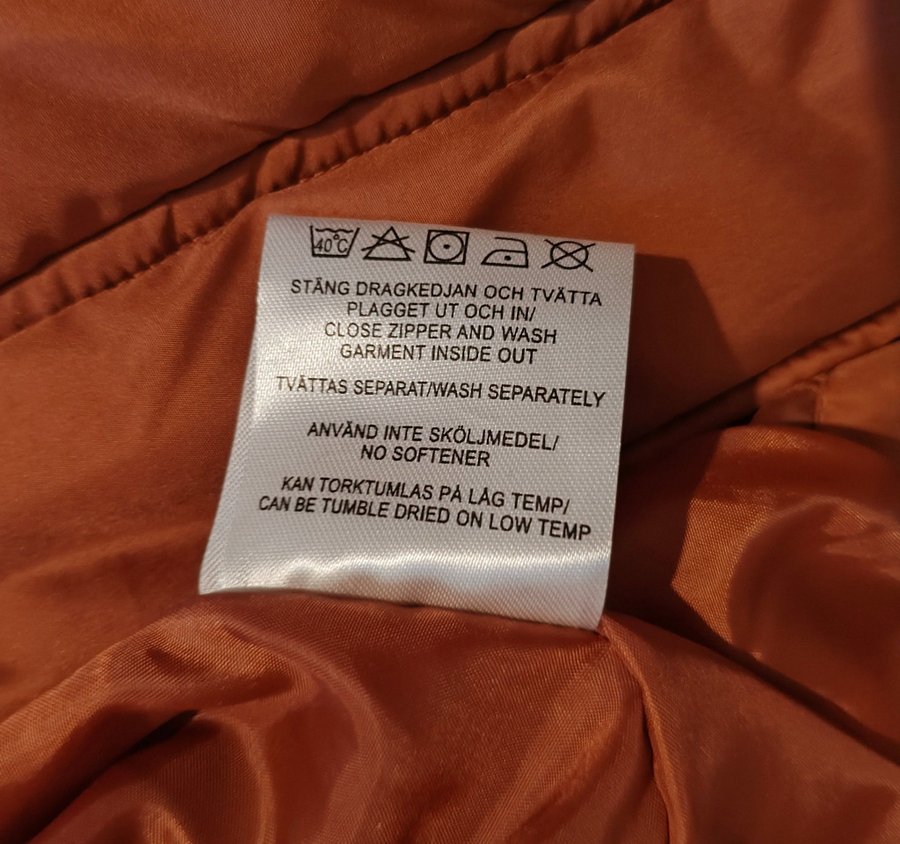 40°C
STÄNG DRAGKEDJAN OCH TVÄTTA
PLAGGET UT OCH IN/
CLOSE ZIPPER AND WASH
GARMENT INSIDE OUT
TVÄTTAS SEPARAT/WASH SEPARATELY
ANVÄND INTE SKÖLJMEDEL/
NO SOFTENER
KAN TORKTUMLAS PÅ LÅG TEMP/
CAN BE TUMBLE DRIED ON LOW TEMP